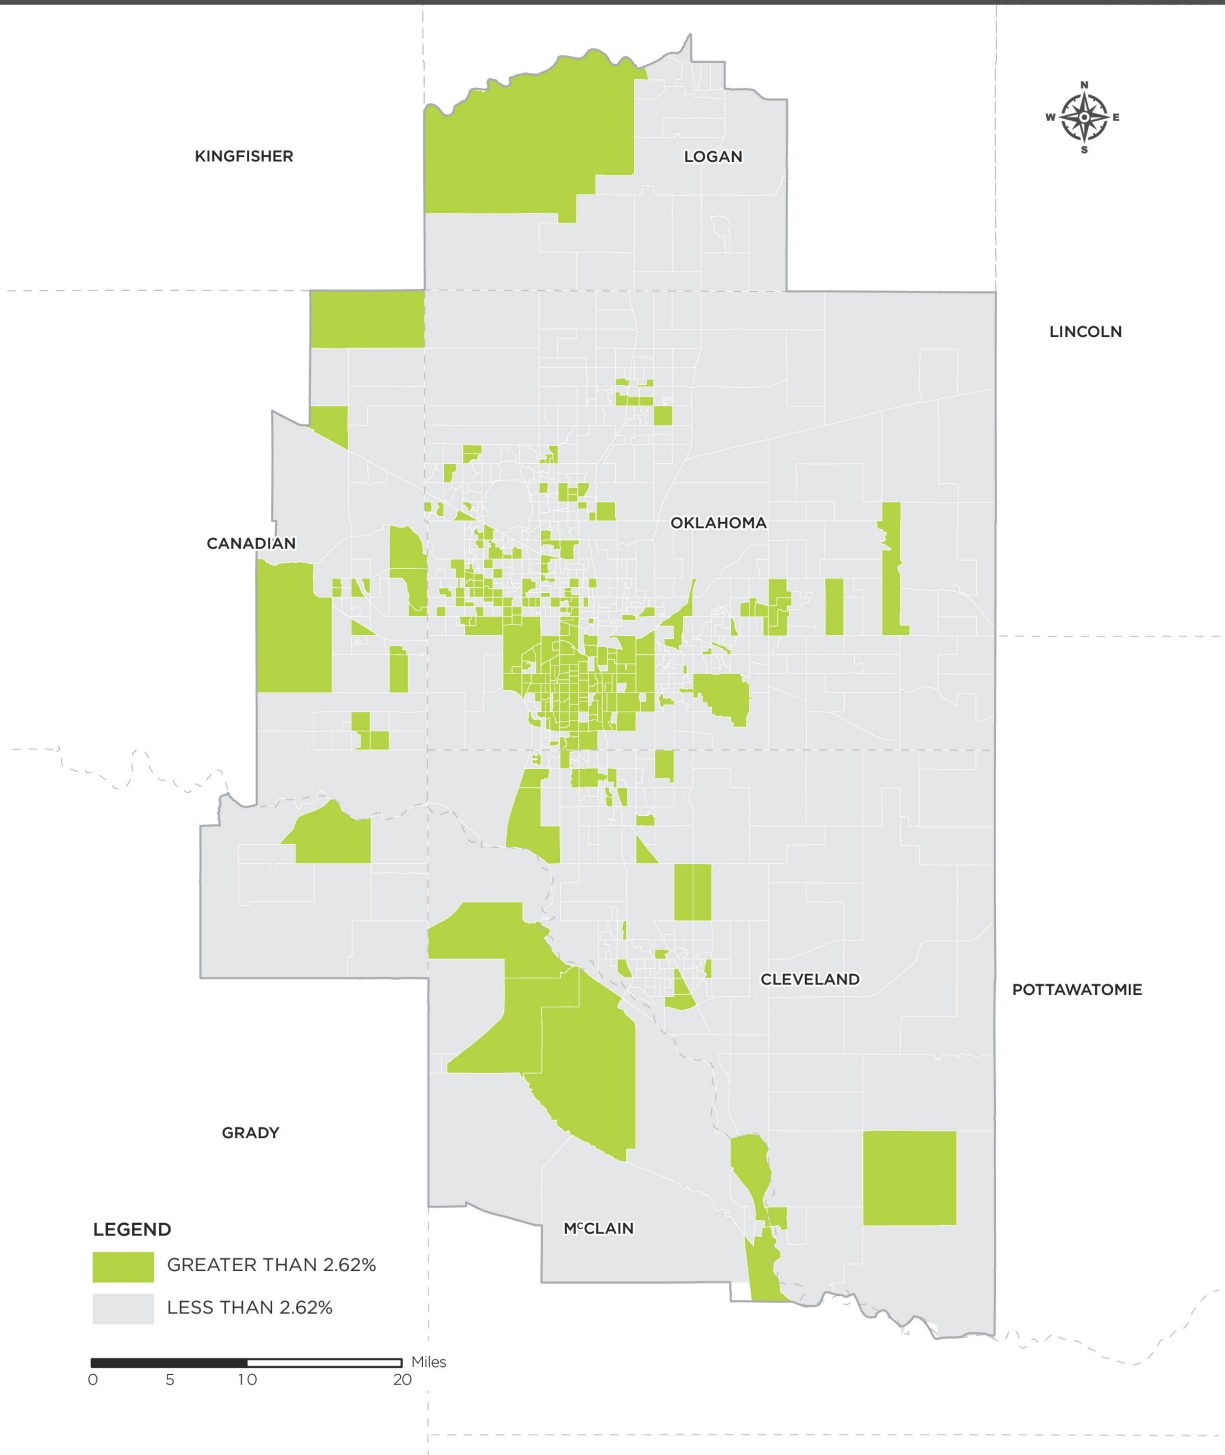 N
W E
S
KINGFISHER
LOGAN
LINCOLN
OKLAHOMA
CANADIAN
CLEVELAND
POTTAWATOMIE
GRADY
McCLAIN
LEGEND
GREATER THAN 2.62%
LESS THAN 2.62%
Miles
0 5 10 20